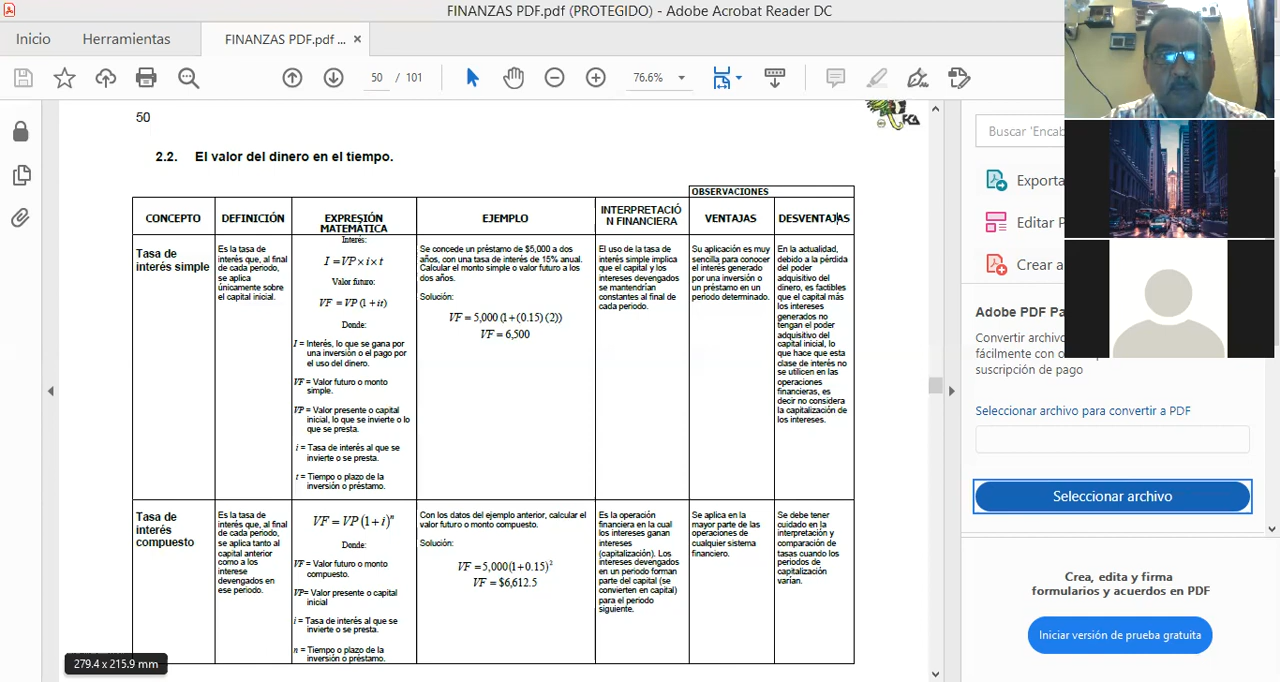 FINANZAS PDF.pdf (PROTEGIDO) - Adobe Acrobat Reader DC
Inicio
Herramientas
FINANZAS PDF.pdf ... ×
50 / 101
76.6%
50
FCA
2.2. El valor del dinero en el tiempo.
OBSERVACIONES
CONCEPTO
DEFINICIÓN
EXPRESIÓN
MATEMÁTICA
EJEMPLO
INTERPRETACIÓ
N FINANCIERA
VENTAJAS
DESVENTAJAS
Tasa de
interés simple
Es la tasa de
interés que, al final
de cada periodo,
se aplica
únicamente sobre
el capital inicial.
Interés:
I = VP × i × t
Valor futuro:
VF = VP (1 + it)
Donde:
I = Interés, lo que se gana por
una inversión o el pago por
el uso del dinero.
VF = Valor futuro o monto
simple.
VP = Valor presente o capital
inicial, lo que se invierte o lo
que se presta.
i = Tasa de interés al que se
invierte o se presta.
t = Tiempo o plazo de la
inversión o préstamo.
Se concede un préstamo de $5,000 a dos
años, con una tasa de interés de 15% anual.
Calcular el monto simple o valor futuro a los
dos años.
Solución:
VF = 5,000 (1 + (0.15) (2))
VF = 6,500
El uso de la tasa de
interés simple implica
que el capital y los
intereses devengados
se mantendrían
constantes al final de
cada periodo.
Su aplicación es muy
sencilla para conocer
el interés generado
por una inversión o
un préstamo en un
periodo determinado.
En la actualidad,
debido a la pérdida
del poder
adquisitivo del
dinero, es factibles
que el capital más
los intereses
generados no
tengan el poder
adquisitivo del
capital inicial, lo
que hace que esta
clase de interés no
se utilicen en las
operaciones
financieras, es
decir no considera
la capitalización de
los intereses.
Tasa de
interés
compuesto
Es la tasa de
interés que, al final
de cada periodo,
se aplica tanto al
capital anterior
como a los
interese
devengados en
ese periodo.
VF = VP (1 + i)ⁿ
Donde:
VF = Valor futuro o monto
compuesto.
VP= Valor presente o capital
inicial
i = Tasa de interés al que se
invierte o se presta.
n = Tiempo o plazo de la
inversión o préstamo.
Con los datos del ejemplo anterior, calcular el
valor futuro o monto compuesto.
Solución:
VF = 5,000(1 + 0.15)²
VF = $6,612.5
Es la operación
financiera en la cual
los intereses ganan
intereses
(capitalización). Los
intereses devengados
en un periodo forman
parte del capital (se
convierten en capital)
para el periodo
siguiente.
Se aplica en la
mayor parte de las
operaciones de
cualquier sistema
financiero.
Se debe tener
cuidado en la
interpretación y
comparación de
tasas cuando los
periodos de
capitalización
varían.
279.4 x 215.9 mm
Buscar 'Encab
Exporta
Editar P
Crear a
Adobe PDF Pa
Convertir archivo
fácilmente con o
suscripción de pago
Seleccionar archivo para convertir a PDF
Seleccionar archivo
Crea, edita y firma
formularios y acuerdos en PDF
Iniciar versión de prueba gratuita